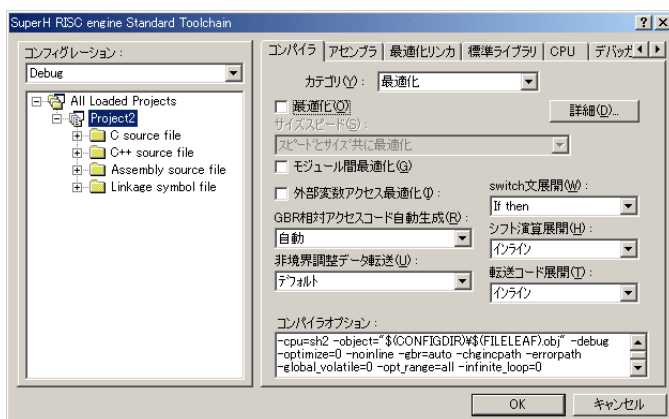 SuperH RISC engine Standard Toolchain
コンフィグレーション :
Debug
All Loaded Projects
Project2
C source file
C++ source file
Assembly source file
Linkage symbol file
コンパイラ アセンブラ 最適化リンカ 標準ライブラリ CPU デバッガ
カテゴリ(Y) : 最適化
最適化(O)
詳細(D)...
サイズスピード(S) :
スピードとサイズ共に最適化
モジュール間最適化(G)
外部変数アクセス最適化(I) :
switch文展開(W) :
If then
GBR相対アクセスコード自動生成(R) :
自動
シフト演算展開(H) :
インライン
非境界調整データ転送(U) :
デフォルト
転送コード展開(T) :
インライン
コンパイラオプション :
-cpu=sh2 -object="$(CONFIGDIR)¥$(FILELEAF).obj" -debug
-optimize=0 -noinline -gbr=auto -chgincpath -errorpath
-global_volatile=0 -opt_range=all -infinite_loop=0
OK キャンセル